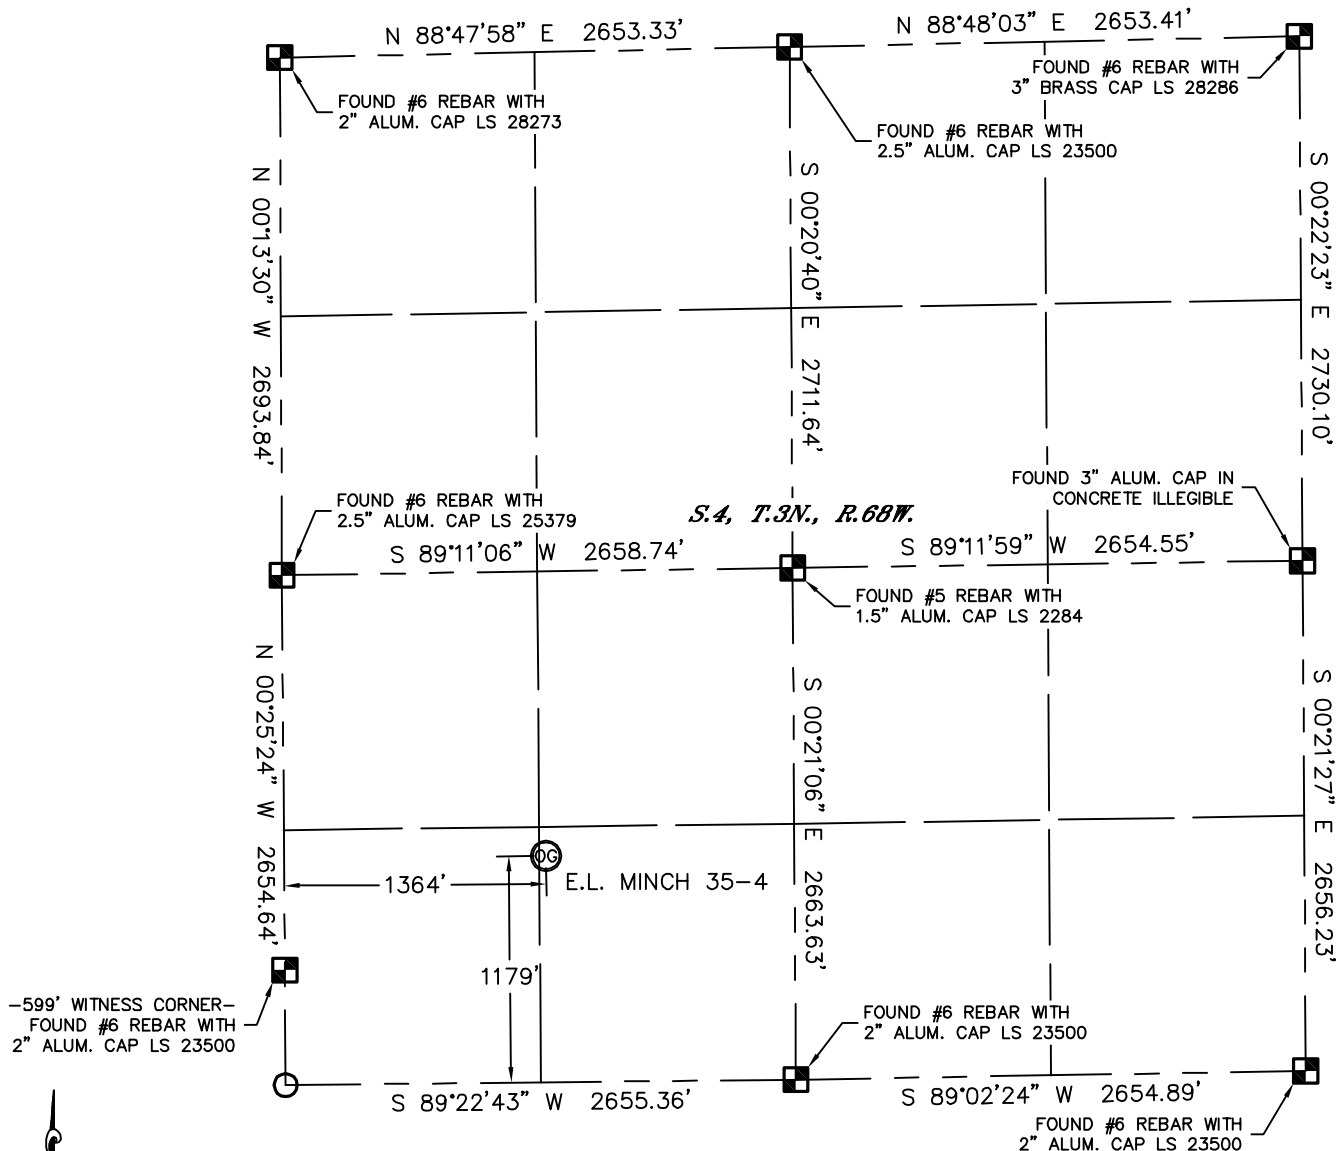 N 88°47'58" E 2653.33'
N 88°48'03" E 2653.41'
FOUND #6 REBAR WITH
3" BRASS CAP LS 28286
FOUND #6 REBAR WITH
2" ALUM. CAP LS 28273
FOUND #6 REBAR WITH
2.5" ALUM. CAP LS 23500
N 00°13'30" W 2693.84'
S 00°20'40" E 2711.64'
S 00°22'23" E 2730.10'
FOUND 3" ALUM. CAP IN
CONCRETE ILLEGIBLE
FOUND #6 REBAR WITH
2.5" ALUM. CAP LS 25379
S.4, T.3N., R.68W.
S 89°11'06" W 2658.74'
S 89°11'59" W 2654.55'
FOUND #5 REBAR WITH
1.5" ALUM. CAP LS 2284
N 00°25'24" W 2654.64'
S 00°21'06" E 2663.63'
S 00°21'27" E 2656.23'
OG
1364'
E.L. MINCH 35-4
1179'
-599' WITNESS CORNER-
FOUND #6 REBAR WITH
2" ALUM. CAP LS 23500
FOUND #6 REBAR WITH
2" ALUM. CAP LS 23500
S 89°22'43" W 2655.36'
S 89°02'24" W 2654.89'
FOUND #6 REBAR WITH
2" ALUM. CAP LS 23500